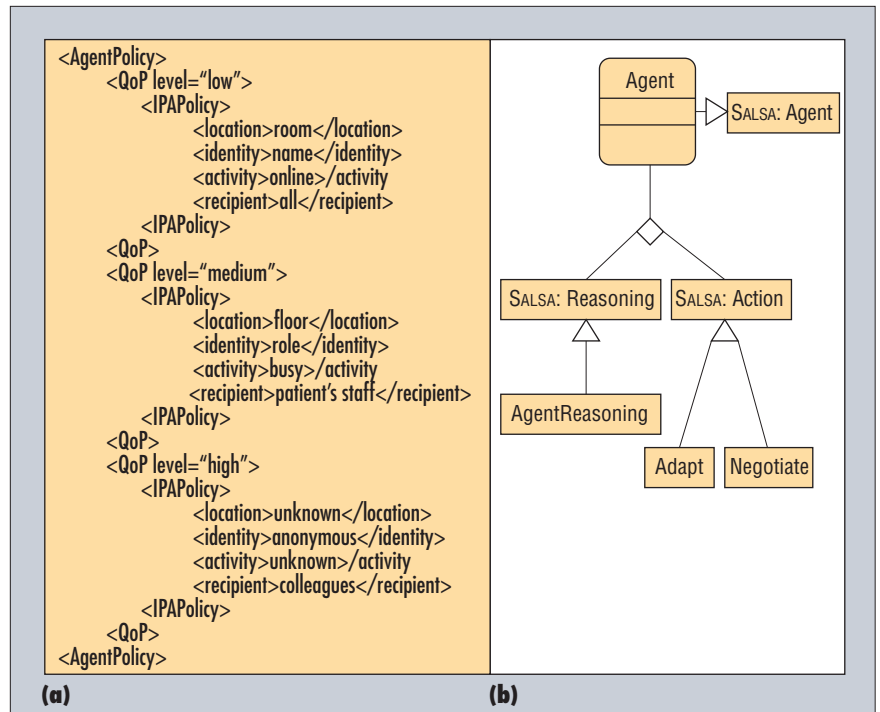 <AgentPolicy>
<QoP level=“low”>
<IPAPolicy>
<location>room</location>
<identity>name</identity>
<activity>online>/activity
<recipient>all</recipient>
<IPAPolicy>
<QoP>
<QoP level=“medium”>
<IPAPolicy>
<location>floor</location>
<identity>role</identity>
<activity>busy>/activity
<recipient>patient’s staff</recipient>
<IPAPolicy>
<QoP>
<QoP level=“high”>
<IPAPolicy>
<location>unknown</location>
<identity>anonymous</identity>
<activity>unknown>/activity
<recipient>colleagues</recipient>
<IPAPolicy>
<QoP>
<AgentPolicy>
(a)
Agent
SALSA: Agent
SALSA: Reasoning
SALSA: Action
AgentReasoning
Adapt
Negotiate
(b)